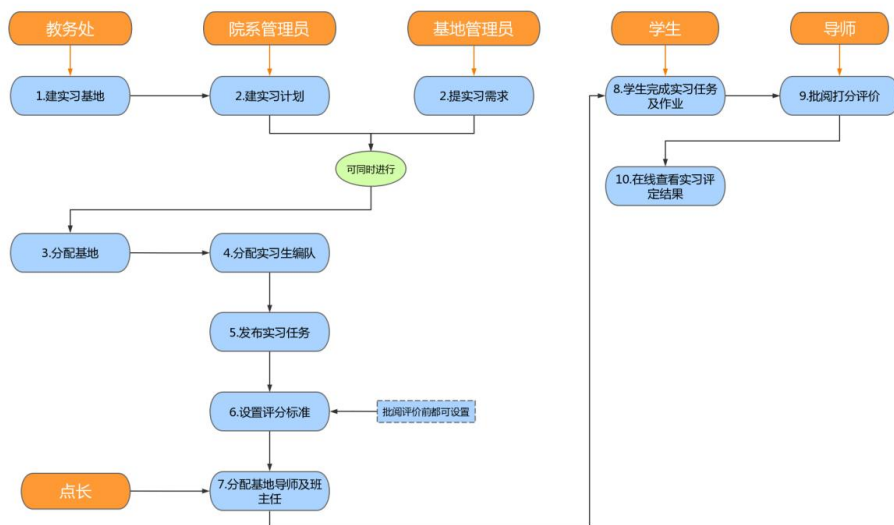 教务处
院系管理员
基地管理员
学生
导师
1.建实习基地
2.建实习计划
2.提实习需求
8.学生完成实习任务
及作业
9.批阅打分评价
可同时进行
10.在线查看实习评
定结果
3.分配基地
4.分配实习生编队
5.发布实习任务
6.设置评分标准
批阅评价前都可设置
点长
7.分配基地导师及班
主任